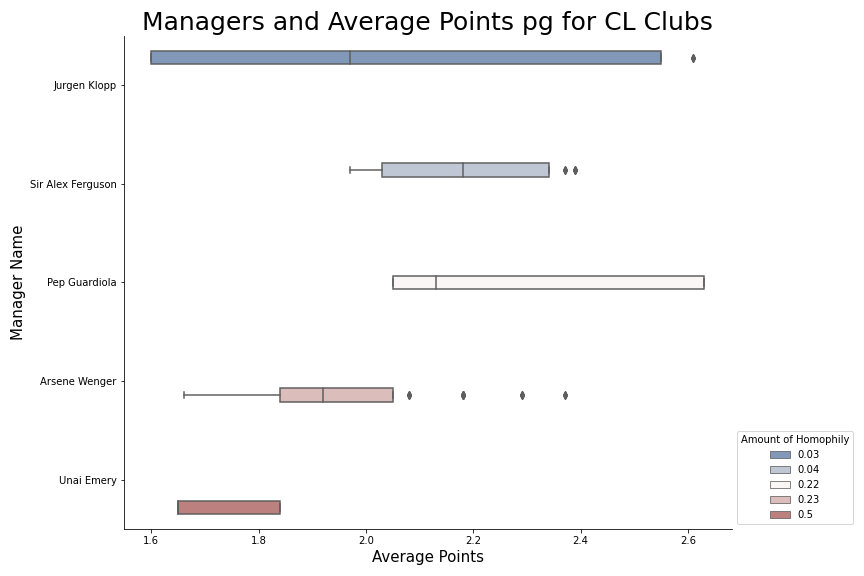 Managers and Average Points pg for CL Clubs
Manager Name
Jurgen Klopp
Sir Alex Ferguson
Pep Guardiola
Arsene Wenger
Unai Emery
1.6 1.8 2.0 2.2 2.4 2.6
Average Points
Amount of Homophily
0.03
0.04
0.22
0.23
0.5